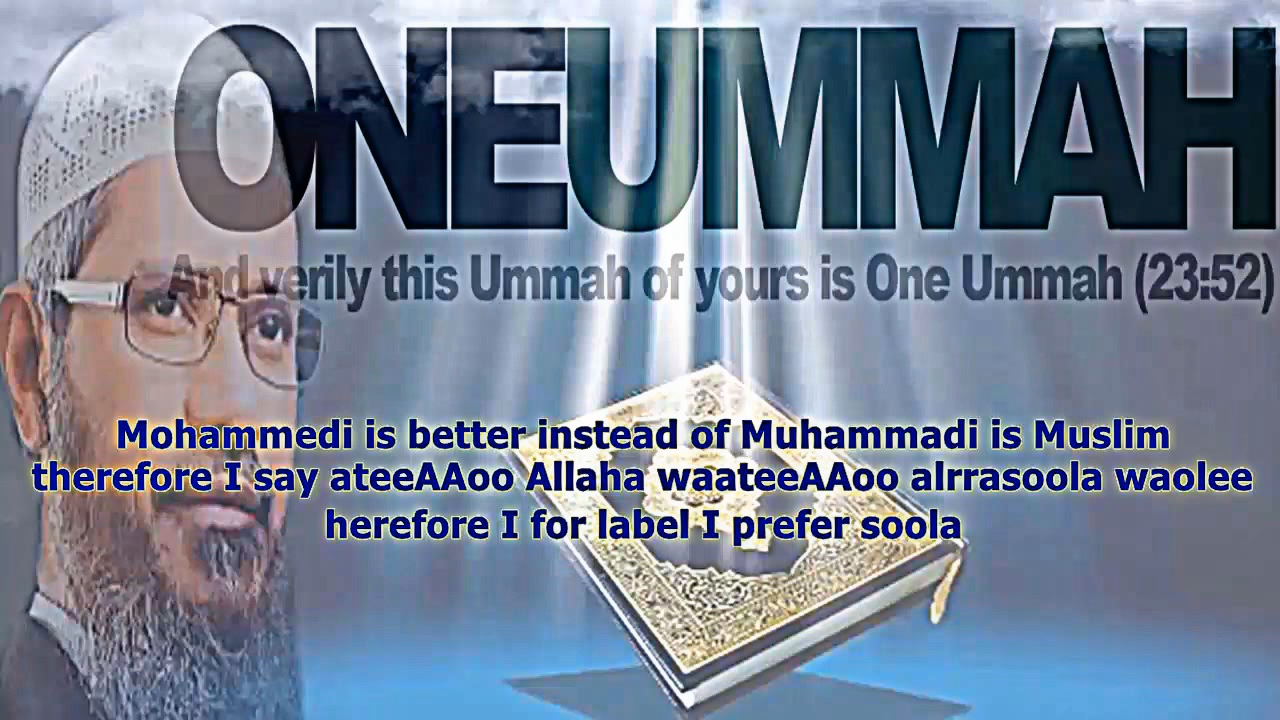 ONEUMMAH
And verily this Ummah of yours is One Ummah (23:52)
Mohammedi is better instead of Muhammadi is Muslim
therefore I say ateeAAoo Allaha waateeAAoo alrrasoola waolee
herefore I for label I prefer soola